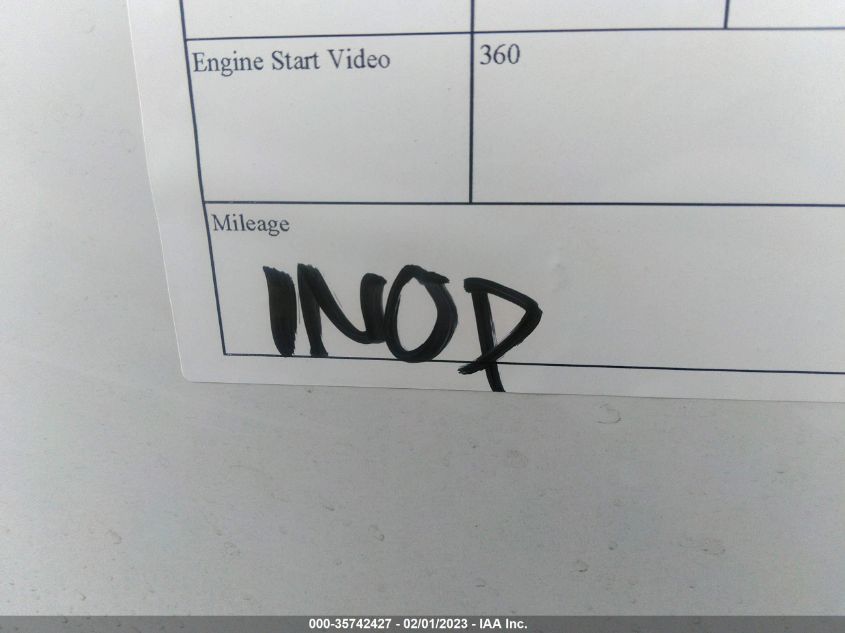 Engine Start Video
360
Mileage
INOP
000-35742427 - 02/01/2023 - IAA Inc.